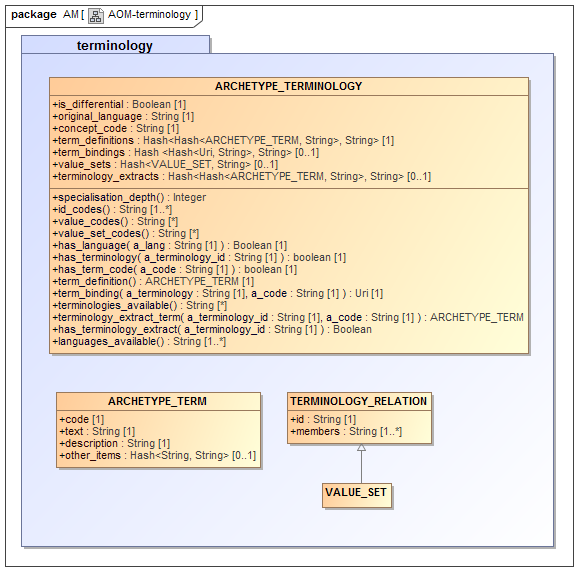 package AM [ AOM-terminology ]
terminology
ARCHETYPE_TERMINOLOGY
+is_differential : Boolean [1]
+original_language : String [1]
+concept_code : String [1]
+term_definitions : Hash<Hash<ARCHETYPE_TERM, String>, String> [1]
+term_bindings : Hash <Hash<Uri, String>, String> [0..1]
+value_sets : Hash<VALUE_SET, String> [0..1]
+terminology_extracts : Hash<Hash<ARCHETYPE_TERM, String>, String> [0..1]
+specialisation_depth() : Integer
+id_codes() : String [1..*]
+value_codes() : String [*]
+value_set_codes() : String [*]
+has_language( a_lang : String [1] ) : Boolean [1]
+has_terminology( a_terminology_id : String [1] ) : boolean [1]
+has_term_code( a_code : String [1] ) : boolean [1]
+term_definition() : ARCHETYPE_TERM [1]
+term_binding( a_terminology : String [1], a_code : String [1] ) : Uri [1]
+terminologies_available() : String [*]
+terminology_extract_term( a_terminology_id : String [1], a_code : String [1] ) : ARCHETYPE_TERM
+has_terminology_extract( a_terminology_id : String [1] ) : Boolean
+languages_available() : String [1..*]
ARCHETYPE_TERM
+code [1]
+text : String [1]
+description : String [1]
+other_items : Hash<String, String> [0..1]
TERMINOLOGY_RELATION
+id : String [1]
+members : String [1..*]
VALUE_SET